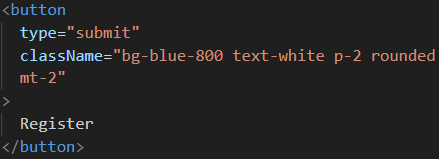 <button
type="submit"
className="bg-blue-800 text-white p-2 rounded
mt-2"
>
Register
</button>